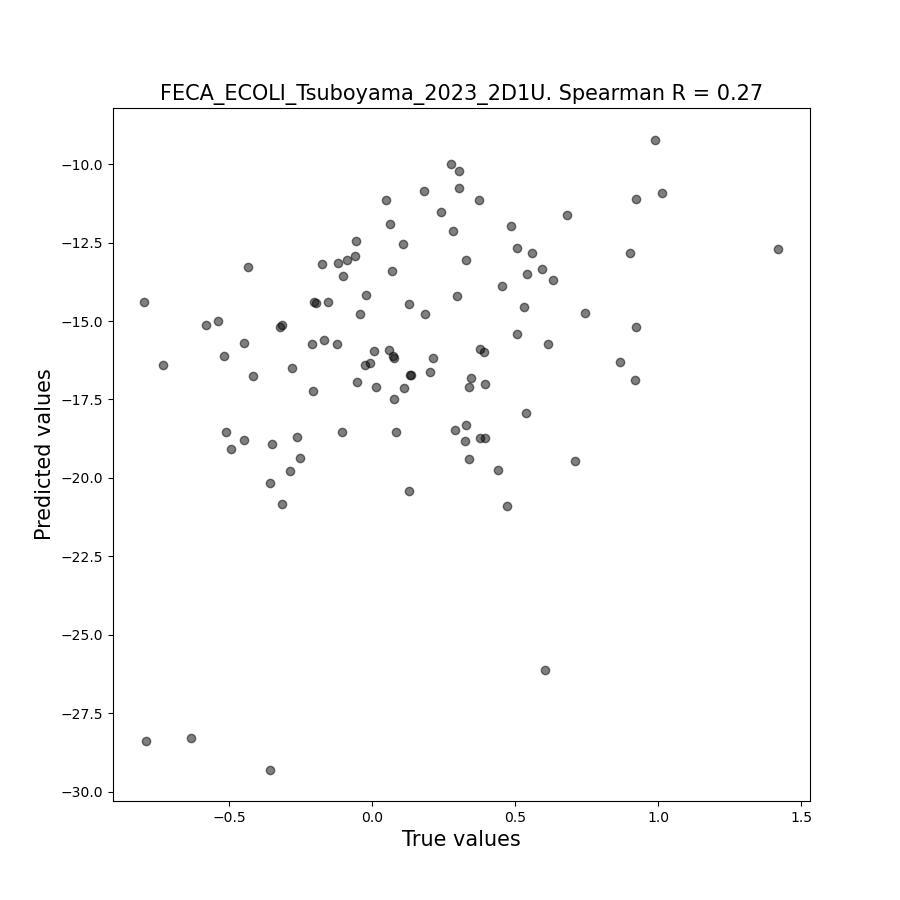 FECA_ECOLI_Tsuboyama_2023_2D1U. Spearman R = 0.27
−10.0
−12.5
−15.0
−17.5
−20.0
−22.5
−25.0
−27.5
−30.0
Predicted values
−0.5 0.0 0.5 1.0 1.5
True values